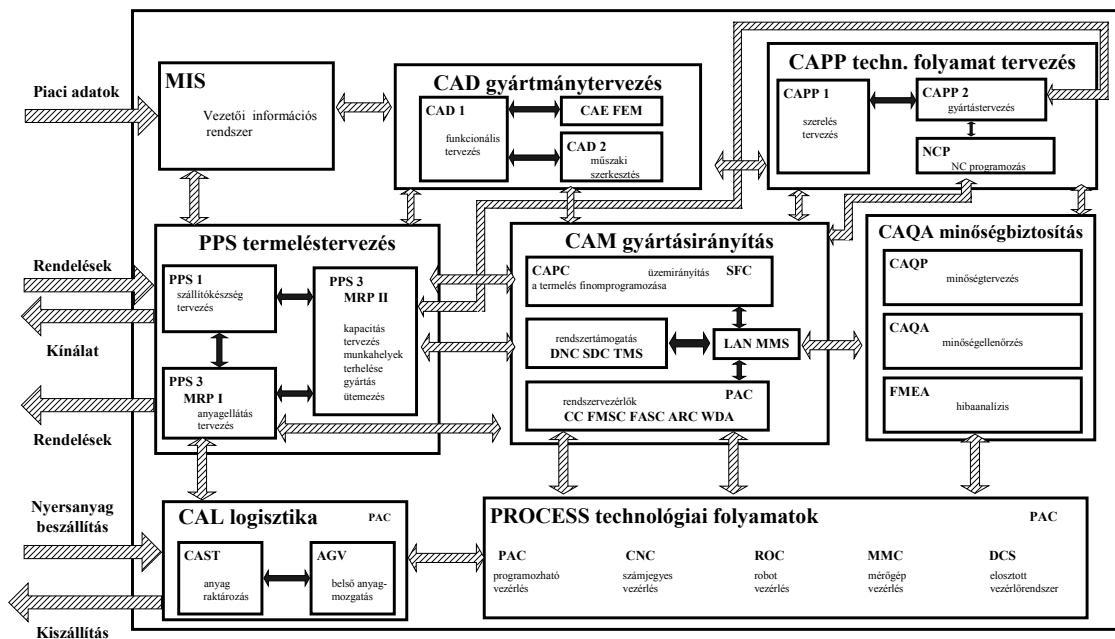 Piaci adatok
Rendelések
Kínálat
Rendelések
Nyersanyag
beszállítás
Kiszállítás
MIS
Vezetői információs
rendszer
CAD gyártmánytervezés
CAD 1
funkcionális
tervezés
CAE FEM
CAD 2
műszaki
szerkesztés
CAPP techn. folyamat tervezés
CAPP 1
szerelés
tervezés
CAPP 2
gyártástervezés
NCP
NC programozás
PPS termeléstervezés
PPS 1
szállítókészség
tervezés
PPS 3
MRP II
kapacitás
tervezés
munkahelyek
terhelése
gyártás
ütemezés
PPS 3
MRP I
anyagellátás
tervezés
CAM gyártásirányítás
CAPC üzemirányítás SFC
a termelés finomprogramozása
rendszertámogatás
DNC SDC TMS
LAN MMS
PAC
rendszervezérlők
CC FMSC FASC ARC WDA
CAQA minőségbiztosítás
CAQP
minőségtervezés
CAQA
minőségellenőrzés
FMEA
hibaanalízis
CAL logisztika PAC
CAST
anyag
raktározás
AGV
belső anyag-
mozgatás
PROCESS technológiai folyamatok PAC
PAC
programozható
vezérlés
CNC
számjegyes
vezérlés
ROC
robot
vezérlés
MMC
mérőgép
vezérlés
DCS
elosztott
vezérlőrendszer